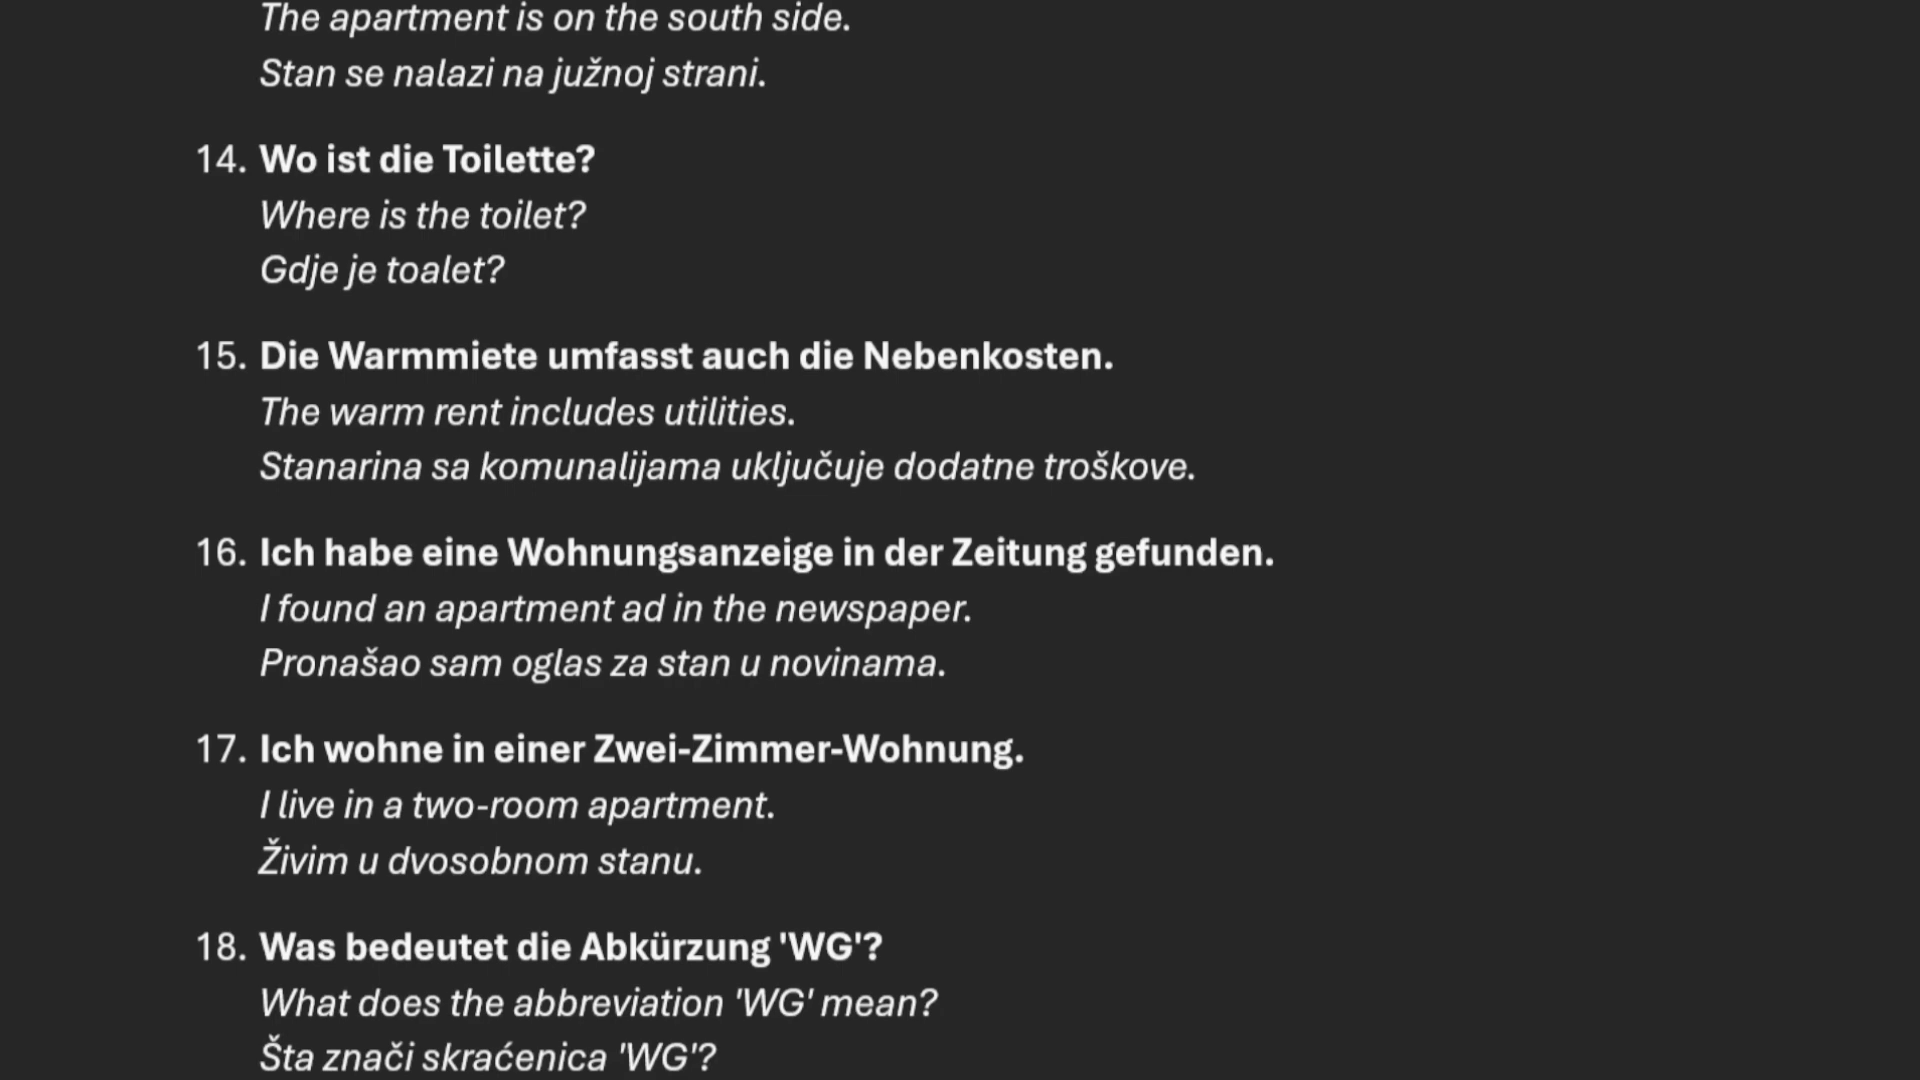 The apartment is on the south side.
Stan se nalazi na južnoj strani.
14. Wo ist die Toilette?
Where is the toilet?
Gdje je toalet?
15. Die Warmmiete umfasst auch die Nebenkosten.
The warm rent includes utilities.
Stanarina sa komunalijama uključuje dodatne troškove.
16. Ich habe eine Wohnungsanzeige in der Zeitung gefunden.
I found an apartment ad in the newspaper.
Pronašao sam oglas za stan u novinama.
17. Ich wohne in einer Zwei-Zimmer-Wohnung.
I live in a two-room apartment.
Živim u dvosobnom stanu.
18. Was bedeutet die Abkürzung 'WG'?
What does the abbreviation 'WG' mean?
Šta znači skraćenica 'WG'?